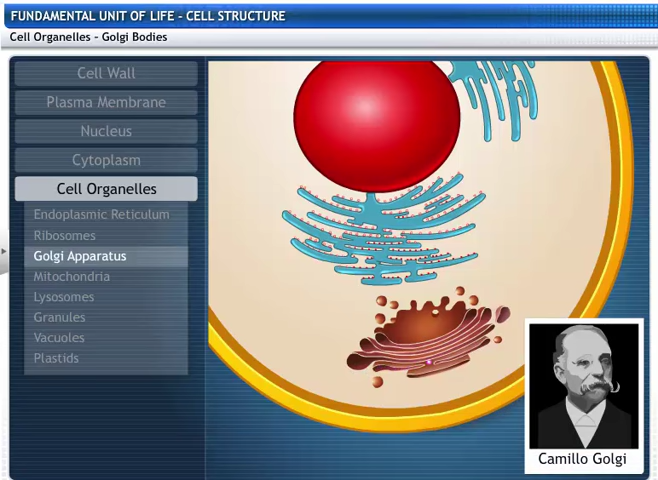 FUNDAMENTAL UNIT OF LIFE - CELL STRUCTURE
Cell Organelles - Golgi Bodies
Cell Wall
Plasma Membrane
Nucleus
Cytoplasm
Cell Organelles
Endoplasmic Reticulum
Ribosomes
Golgi Apparatus
Mitochondria
Lysosomes
Granules
Vacuoles
Plastids
Camillo Golgi